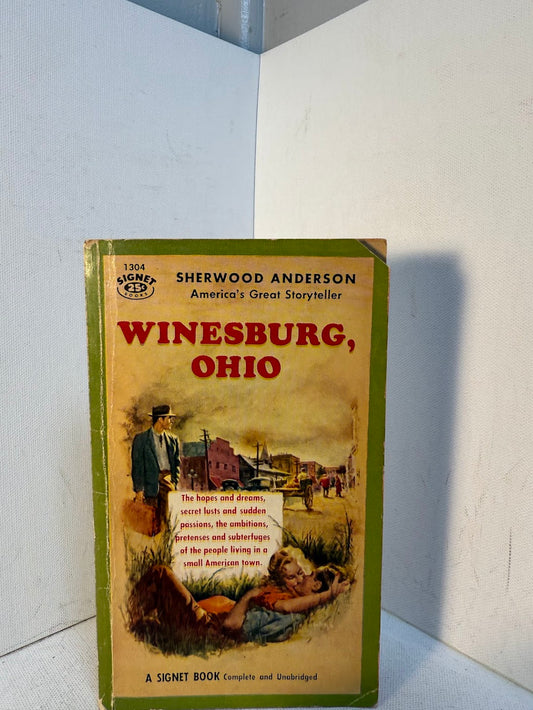 1304
SIGNET
25¢
BOOKS
SHERWOOD ANDERSON
America's Great Storyteller
WINESBURG,
OHIO
The hopes and dreams,
secret lusts and sudden
passions, the ambitions,
pretenses and subterfuges
of the people living in a
small American town.
A SIGNET BOOK Complete and Unabridged